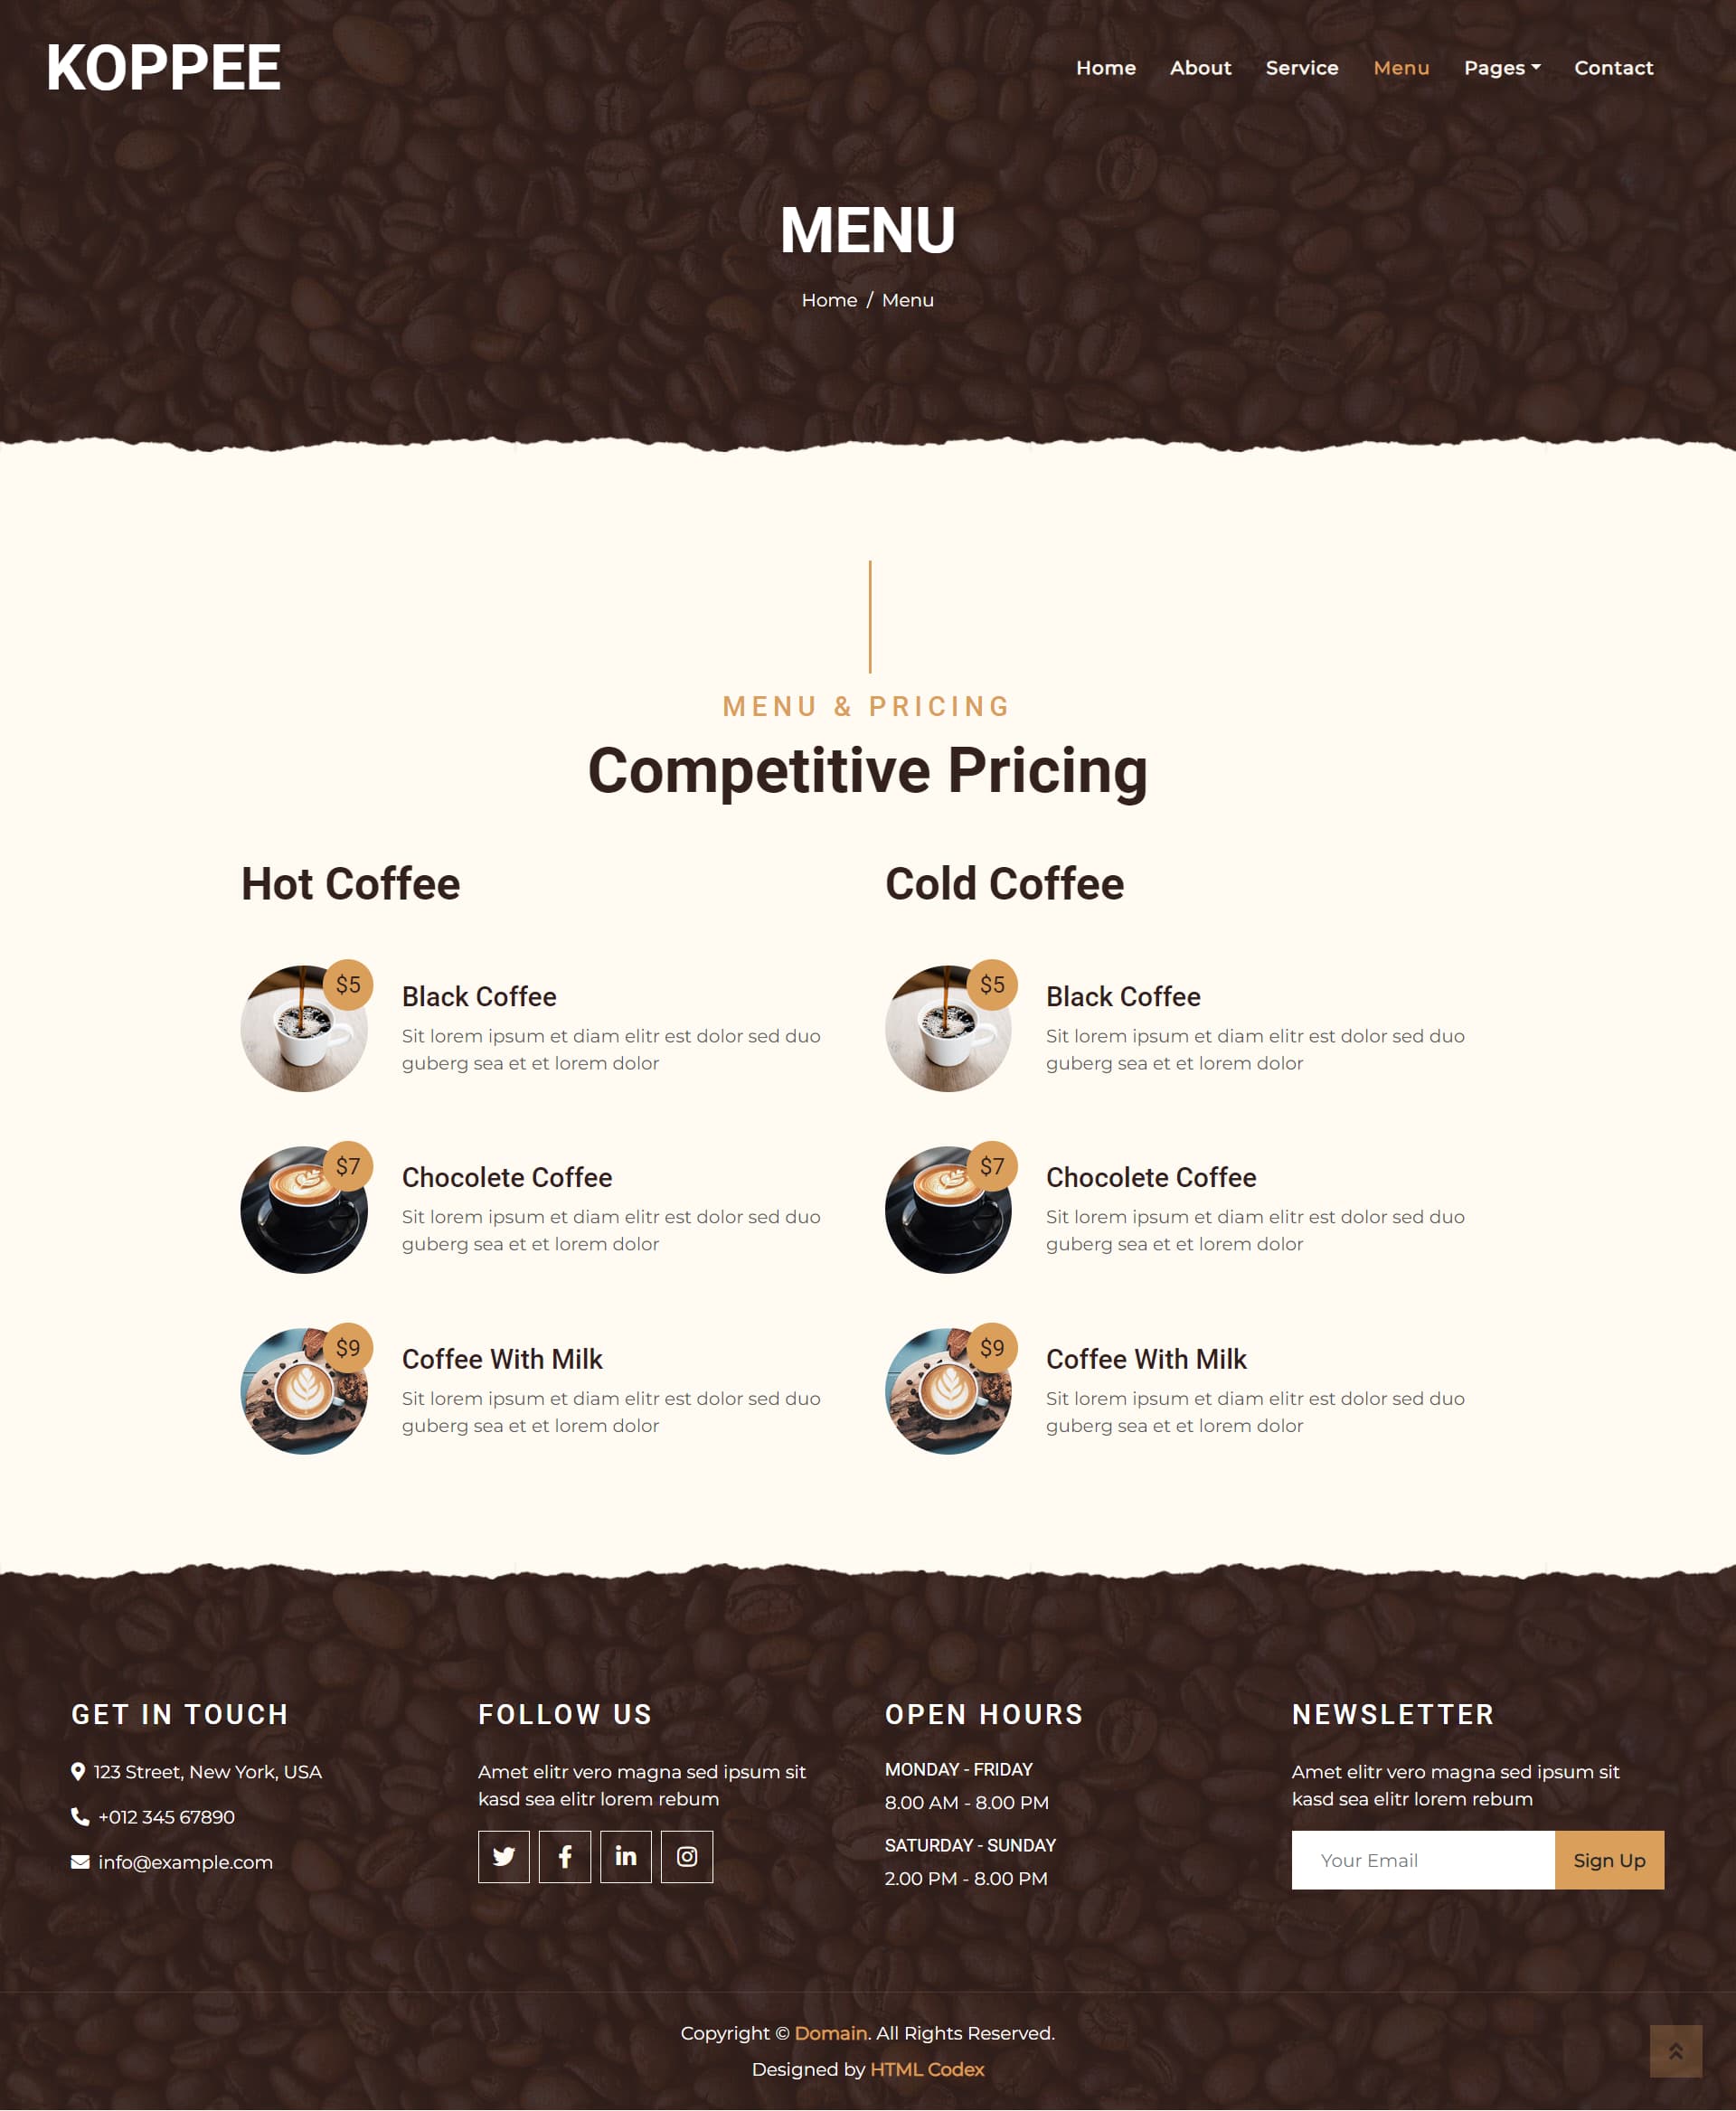 KOPPEE
Home About Service Menu Pages Contact
MENU
Home / Menu
MENU & PRICING
Competitive Pricing
Hot Coffee
$5
Black Coffee
Sit lorem ipsum et diam elitr est dolor sed duo
guberg sea et et lorem dolor
$7
Chocolete Coffee
Sit lorem ipsum et diam elitr est dolor sed duo
guberg sea et et lorem dolor
$9
Coffee With Milk
Sit lorem ipsum et diam elitr est dolor sed duo
guberg sea et et lorem dolor
Cold Coffee
$5
Black Coffee
Sit lorem ipsum et diam elitr est dolor sed duo
guberg sea et et lorem dolor
$7
Chocolete Coffee
Sit lorem ipsum et diam elitr est dolor sed duo
guberg sea et et lorem dolor
$9
Coffee With Milk
Sit lorem ipsum et diam elitr est dolor sed duo
guberg sea et et lorem dolor
GET IN TOUCH
123 Street, New York, USA
+012 345 67890
info@example.com
FOLLOW US
Amet elitr vero magna sed ipsum sit
kasd sea elitr lorem rebum
OPEN HOURS
MONDAY - FRIDAY
8.00 AM - 8.00 PM
SATURDAY - SUNDAY
2.00 PM - 8.00 PM
NEWSLETTER
Amet elitr vero magna sed ipsum sit
kasd sea elitr lorem rebum
Your Email Sign Up
Copyright © Domain. All Rights Reserved.
Designed by HTML Codex